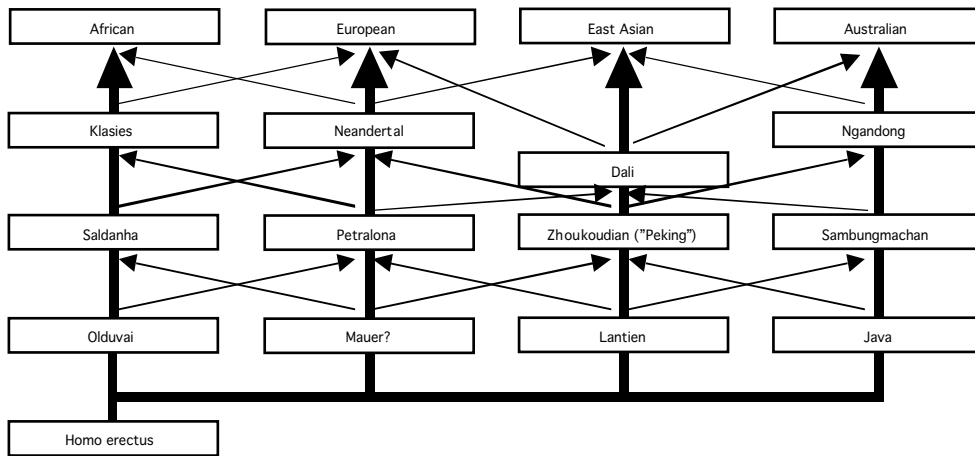 African
European
East Asian
Australian
Klasies
Neandertal
Ngandong
Dali
Saldanha
Petralona
Zhoukoudian ("Peking")
Sambungmachan
Olduvai
Mauer?
Lantien
Java
Homo erectus